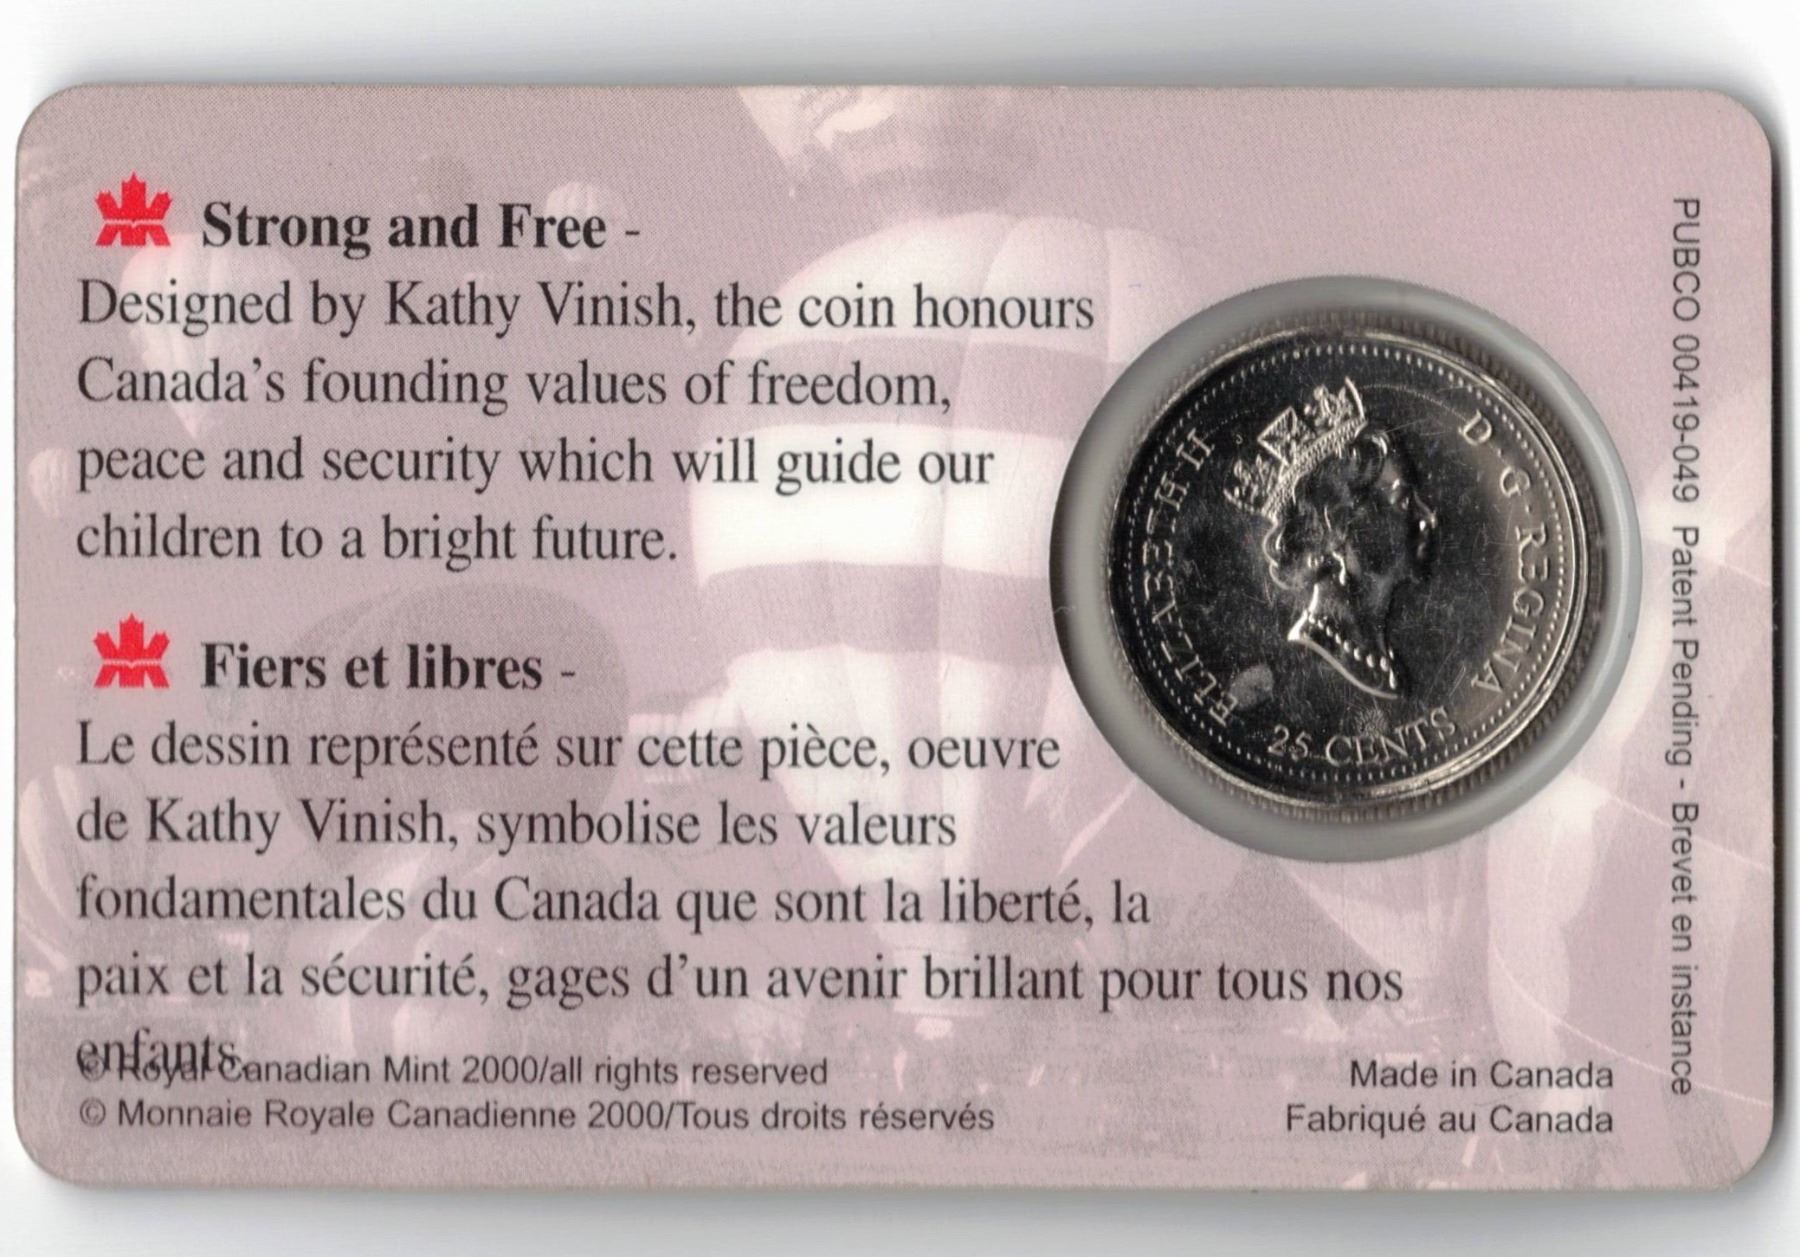 Strong and Free -
Designed by Kathy Vinish, the coin honours
Canada's founding values of freedom,
peace and security which will guide our
children to a bright future.
Fiers et libres -
Le dessin représenté sur cette pièce, oeuvre
de Kathy Vinish, symbolise les valeurs
fondamentales du Canada que sont la liberté, la
paix et la sécurité, gages d'un avenir brillant pour tous nos
enfants.
© Royal Canadian Mint 2000/all rights reserved
© Monnaie Royale Canadienne 2000/Tous droits réservés
Made in Canada
Fabriqué au Canada
ELIZABETH II
D·G·REGINA
25 CENTS
PUBCO 00419-049 Patent Pending - Brevet en instance